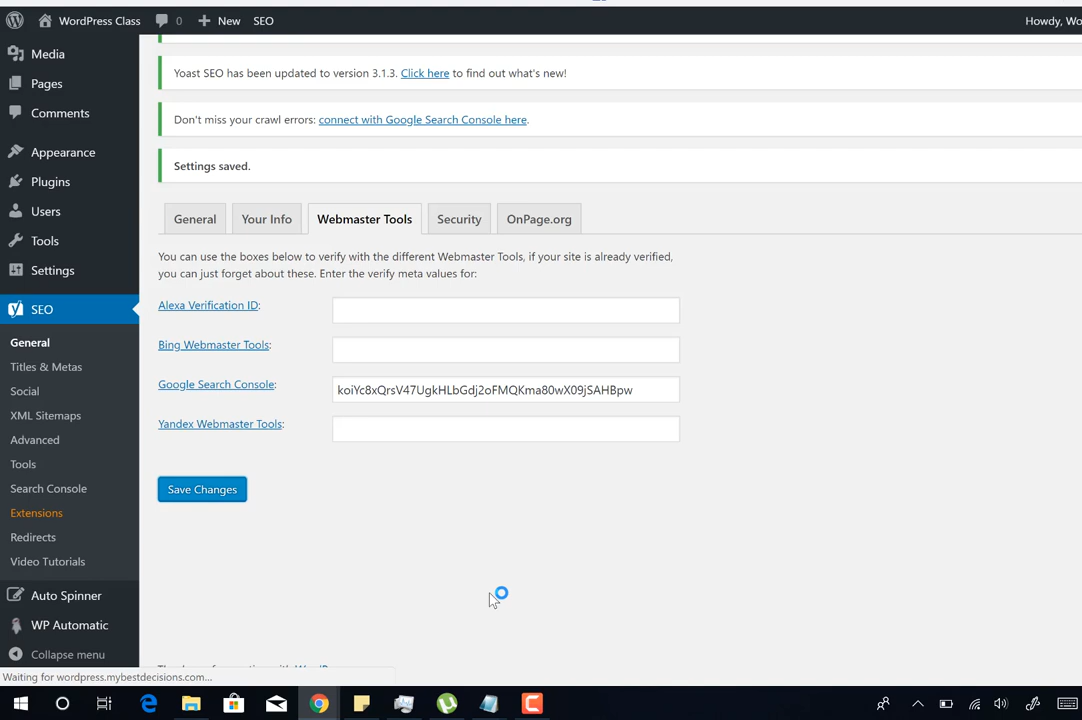 WordPress Class 0 New SEO Howdy, Wo
Media
Pages
Comments
Appearance
Plugins
Users
Tools
Settings
SEO
General
Titles & Metas
Social
XML Sitemaps
Advanced
Tools
Search Console
Extensions
Redirects
Video Tutorials
Auto Spinner
WP Automatic
Collapse menu
Yoast SEO has been updated to version 3.1.3. Click here to find out what's new!
Don't miss your crawl errors: connect with Google Search Console here.
Settings saved.
General Your Info Webmaster Tools Security OnPage.org
You can use the boxes below to verify with the different Webmaster Tools, if your site is already verified,
you can just forget about these. Enter the verify meta values for:
Alexa Verification ID:
Bing Webmaster Tools:
Google Search Console: koiYc8xQrsV47UgkHLbGdj2oFMQKma80wX09jSAHBpw
Yandex Webmaster Tools:
Save Changes
Waiting for wordpress.mybestdecisions.com...